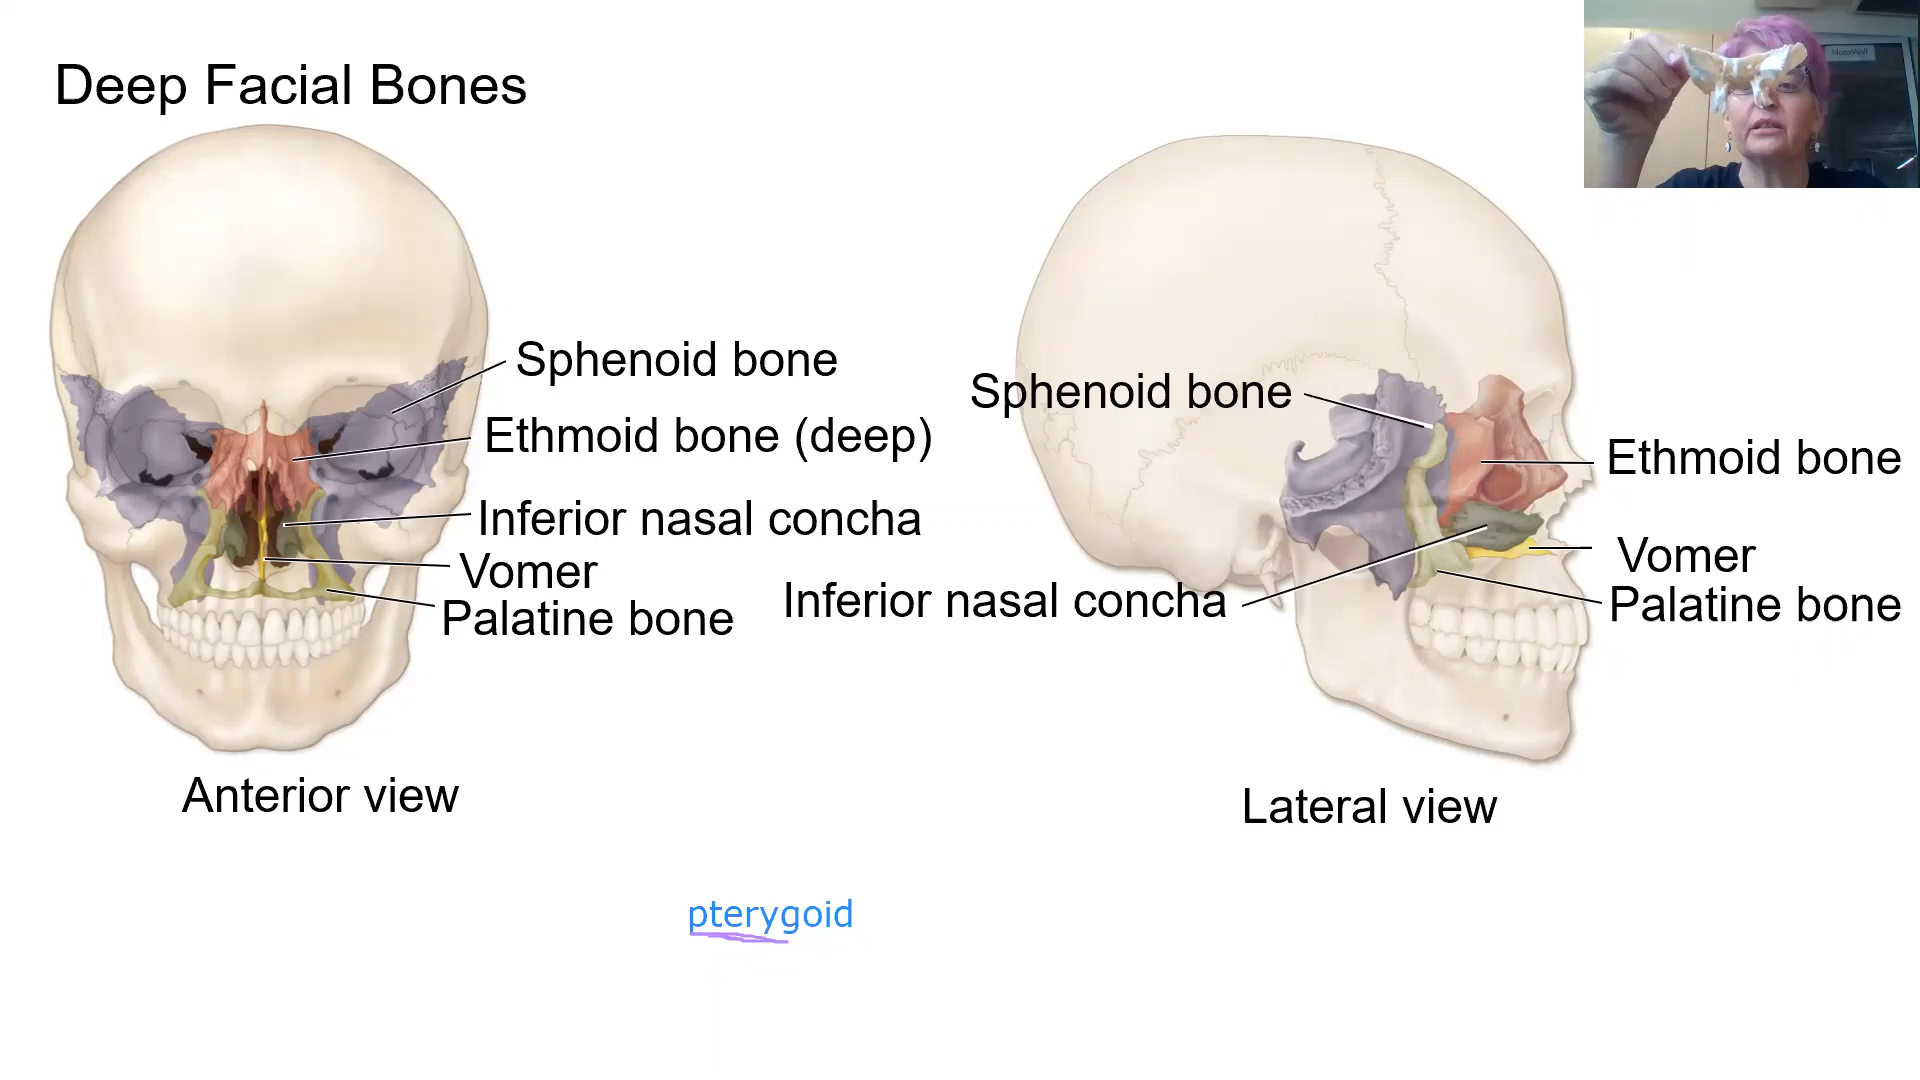 Deep Facial Bones
Sphenoid bone
Ethmoid bone (deep)
Inferior nasal concha
Vomer
Palatine bone
Anterior view
Sphenoid bone
Ethmoid bone
Inferior nasal concha
Vomer
Palatine bone
Lateral view
pterygoid